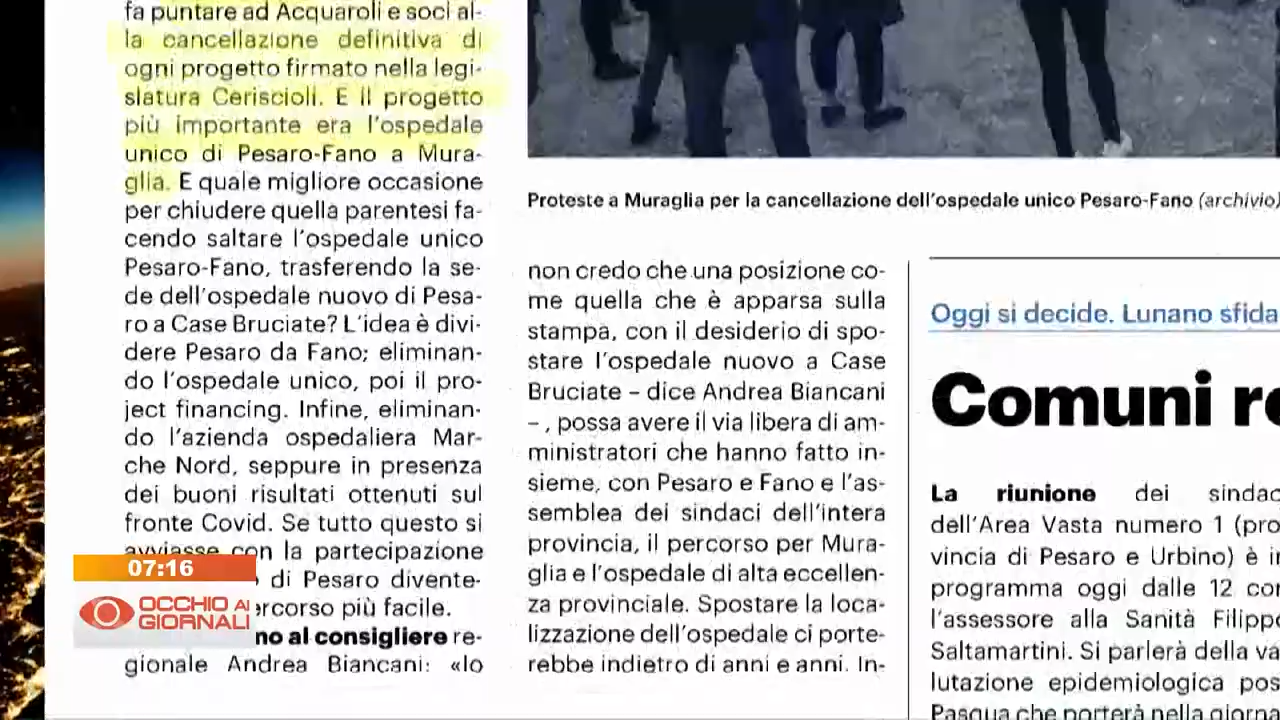 fa puntare ad Acquaroli e soci al-
la cancellazione definitiva di
ogni progetto firmato nella legi-
slatura Ceriscioli. E il progetto
più importante era l'ospedale
unico di Pesaro-Fano a Mura-
glia. E quale migliore occasione
per chiudere quella parentesi fa-
cendo saltare l'ospedale unico
Pesaro-Fano, trasferendo la se-
de dell'ospedale nuovo di Pesa-
ro a Case Bruciate? L'idea è divi-
dere Pesaro da Fano; eliminan-
do l'ospedale unico, poi il pro-
ject financing. Infine, eliminan-
do l'azienda ospedaliera Mar-
che Nord, seppure in presenza
dei buoni risultati ottenuti sul
fronte Covid. Se tutto questo si
avviasse con la partecipazione
di Pesaro divente-
ercorso più facile.
no al consigliere re-
gionale Andrea Biancani: «Io
Proteste a Muraglia per la cancellazione dell'ospedale unico Pesaro-Fano (archivio)
non credo che una posizione co-
me quella che è apparsa sulla
stampa, con il desiderio di spo-
stare l'ospedale nuovo a Case
Bruciate – dice Andrea Biancani
– , possa avere il via libera di am-
ministratori che hanno fatto in-
sieme, con Pesaro e Fano e l'as-
semblea dei sindaci dell'intera
provincia, il percorso per Mura-
glia e l'ospedale di alta eccellen-
za provinciale. Spostare la loca-
lizzazione dell'ospedale ci porte-
rebbe indietro di anni e anni. In-
Oggi si decide. Lunano sfida
Comuni re
La riunione dei sindac
dell'Area Vasta numero 1 (pro
vincia di Pesaro e Urbino) è in
programma oggi dalle 12 con
l'assessore alla Sanità Filippo
Saltamartini. Si parlerà della va
lutazione epidemiologica pos
Pasqua che porterà nella giorna
07:16
OCCHIO AI
GIORNALI